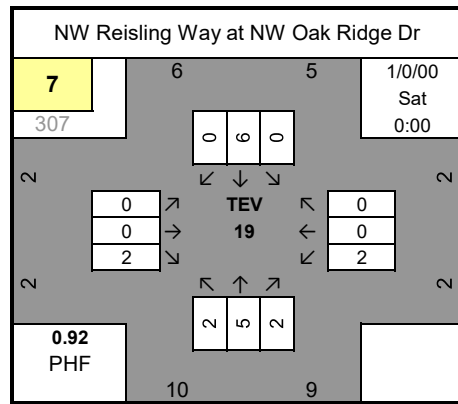 NW Reisling Way at NW Oak Ridge Dr
7
6
5
1/0/00
307
Sat
0:00
0 6 0
2
2
↙ ↓ ↘
0 ↗ TEV ↖ 0
0 → 19 ← 0
2 ↘ ↙ 2
↖ ↑ ↗
2
2
2 5 2
0.92
PHF
10
9